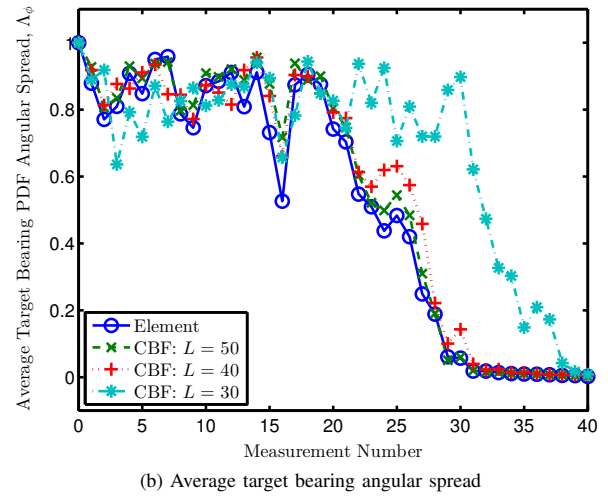 Average Target Bearing PDF Angular Spread, Λ_ϕ
1
0.8
0.6
0.4
0.2
0
Element
CBF: L = 50
CBF: L = 40
CBF: L = 30
0 5 10 15 20 25 30 35 40
Measurement Number
(b) Average target bearing angular spread